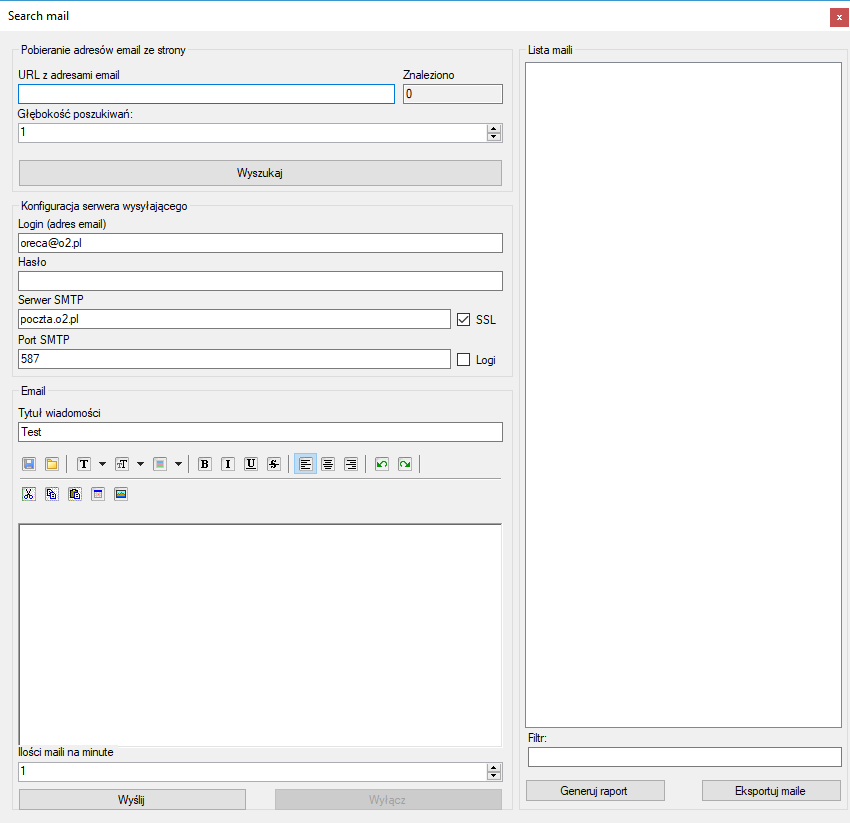 Search mail
x
Pobieranie adresów email ze strony
URL z adresami email
Znaleziono
0
Głębokość poszukiwań:
1
Wyszukaj
Konfiguracja serwera wysyłającego
Login (adres email)
oreca@o2.pl
Hasło
Serwer SMTP
poczta.o2.pl
SSL
Port SMTP
587
Logi
Email
Tytuł wiadomości
Test
T T B I U S
Ilości maili na minute
1
Wyślij
Wyłącz
Lista maili
Filtr:
Generuj raport
Eksportuj maile